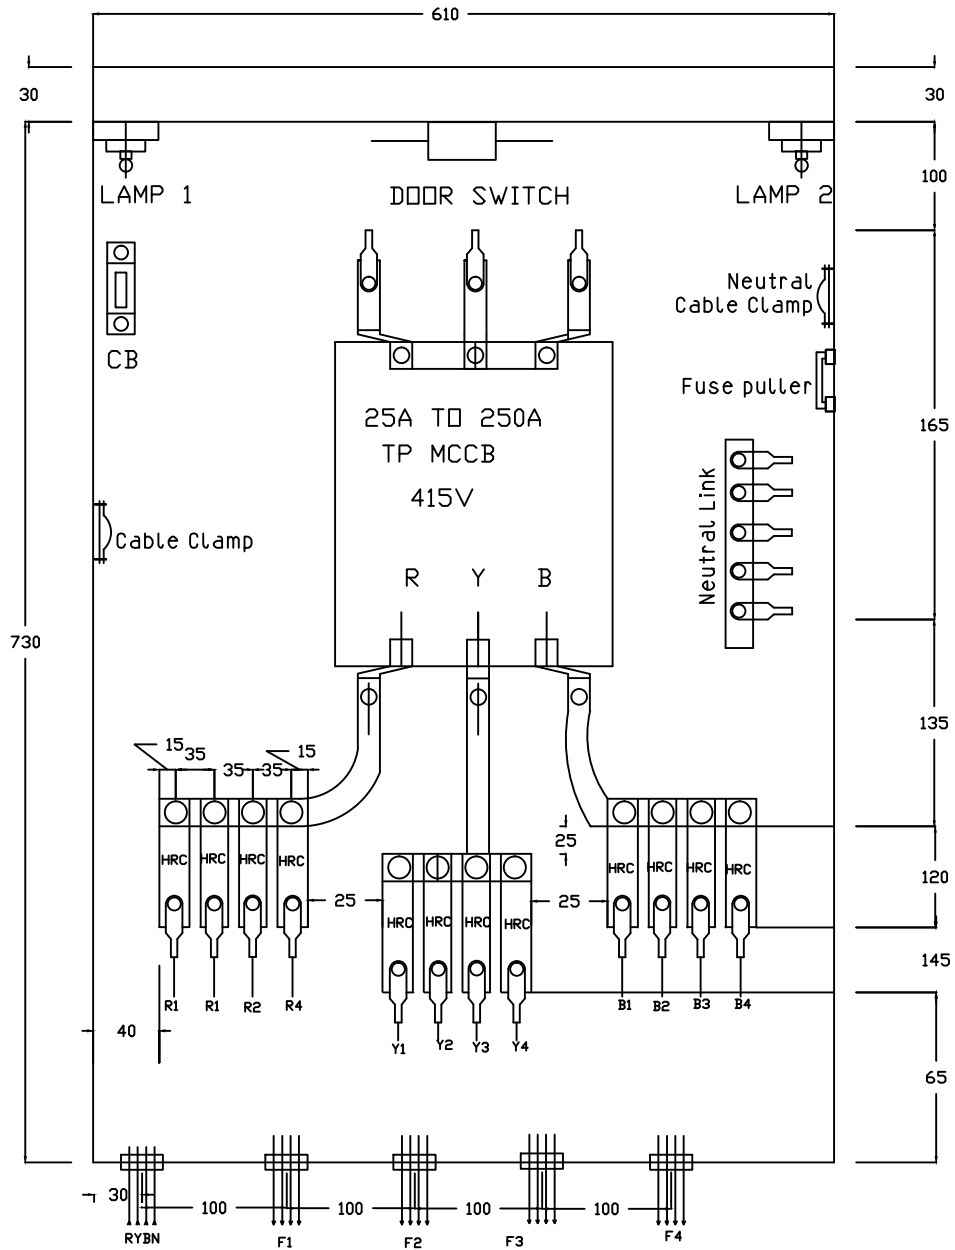 610
30
30
LAMP 1
DOOR SWITCH
LAMP 2
100
Neutral
Cable Clamp
CB
Fuse puller
25A TO 250A
TP MCCB
415V
165
Neutral Link
Cable Clamp
R Y B
730
135
15
35
35
35
15
25
HRC HRC HRC HRC
HRC HRC HRC HRC
120
25
25
HRC HRC HRC HRC
145
R1 R1 R2 R4
B1 B2 B3 B4
40
Y1 Y2 Y3 Y4
65
30
100
100
100
100
RYBN
F1
F2
F3
F4